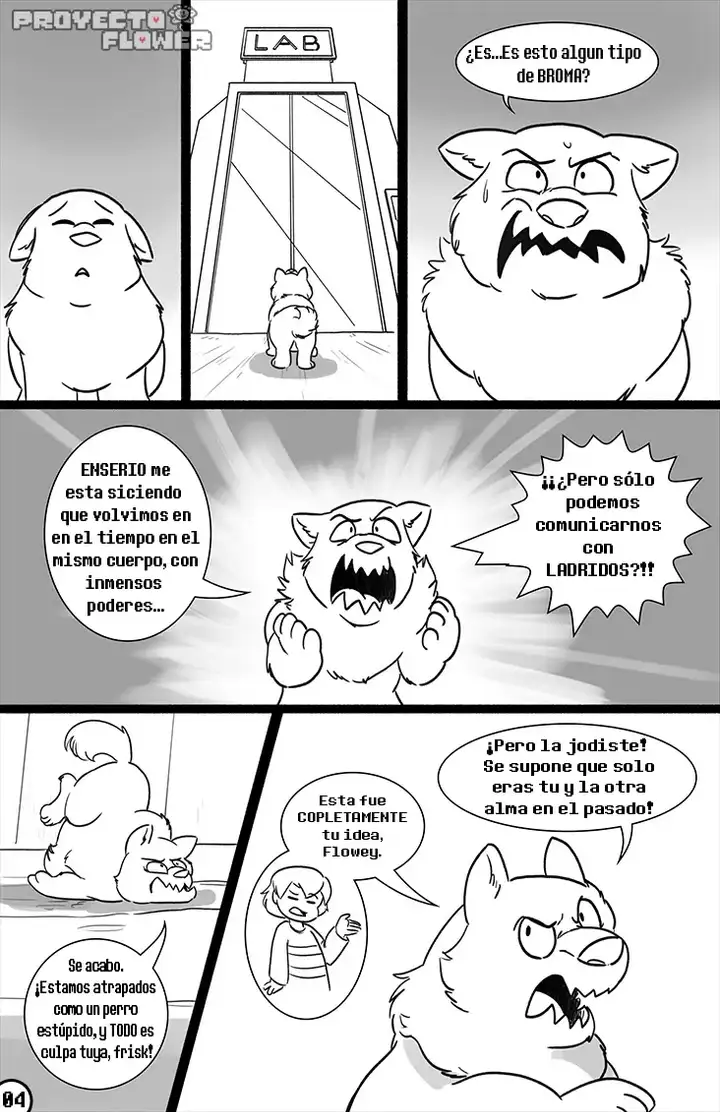 PROYECTO
FLOWER
LAB
¿Es...Es esto algun tipo
de BROMA?
ENSERIO me
esta siciendo
que volvimos en
en el tiempo en el
mismo cuerpo, con
inmensos
poderes...
¡¡¿Pero sólo
podemos
comunicarnos
con
LADRIDOS?!!
Se acabo.
¡Estamos atrapados
como un perro
estúpido, y TODO es
culpa tuya, frisk!
Esta fue
COPLETAMENTE
tu idea,
Flowey.
¡Pero la jodiste!
Se supone que solo
eras tu y la otra
alma en el pasado!
04